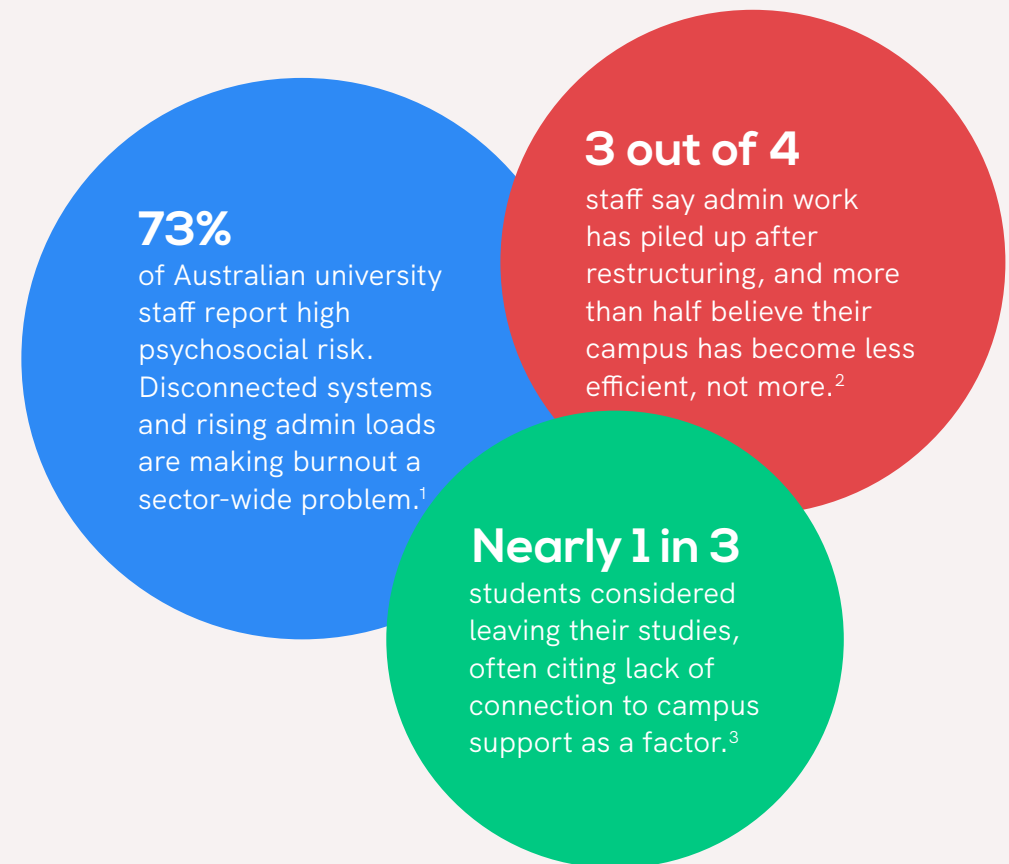 73%
of Australian university
staff report high
psychosocial risk.
Disconnected systems
and rising admin loads
are making burnout a
sector-wide problem.¹
3 out of 4
staff say admin work
has piled up after
restructuring, and more
than half believe their
campus has become less
efficient, not more.²
Nearly 1 in 3
students considered
leaving their studies,
often citing lack of
connection to campus
support as a factor.³